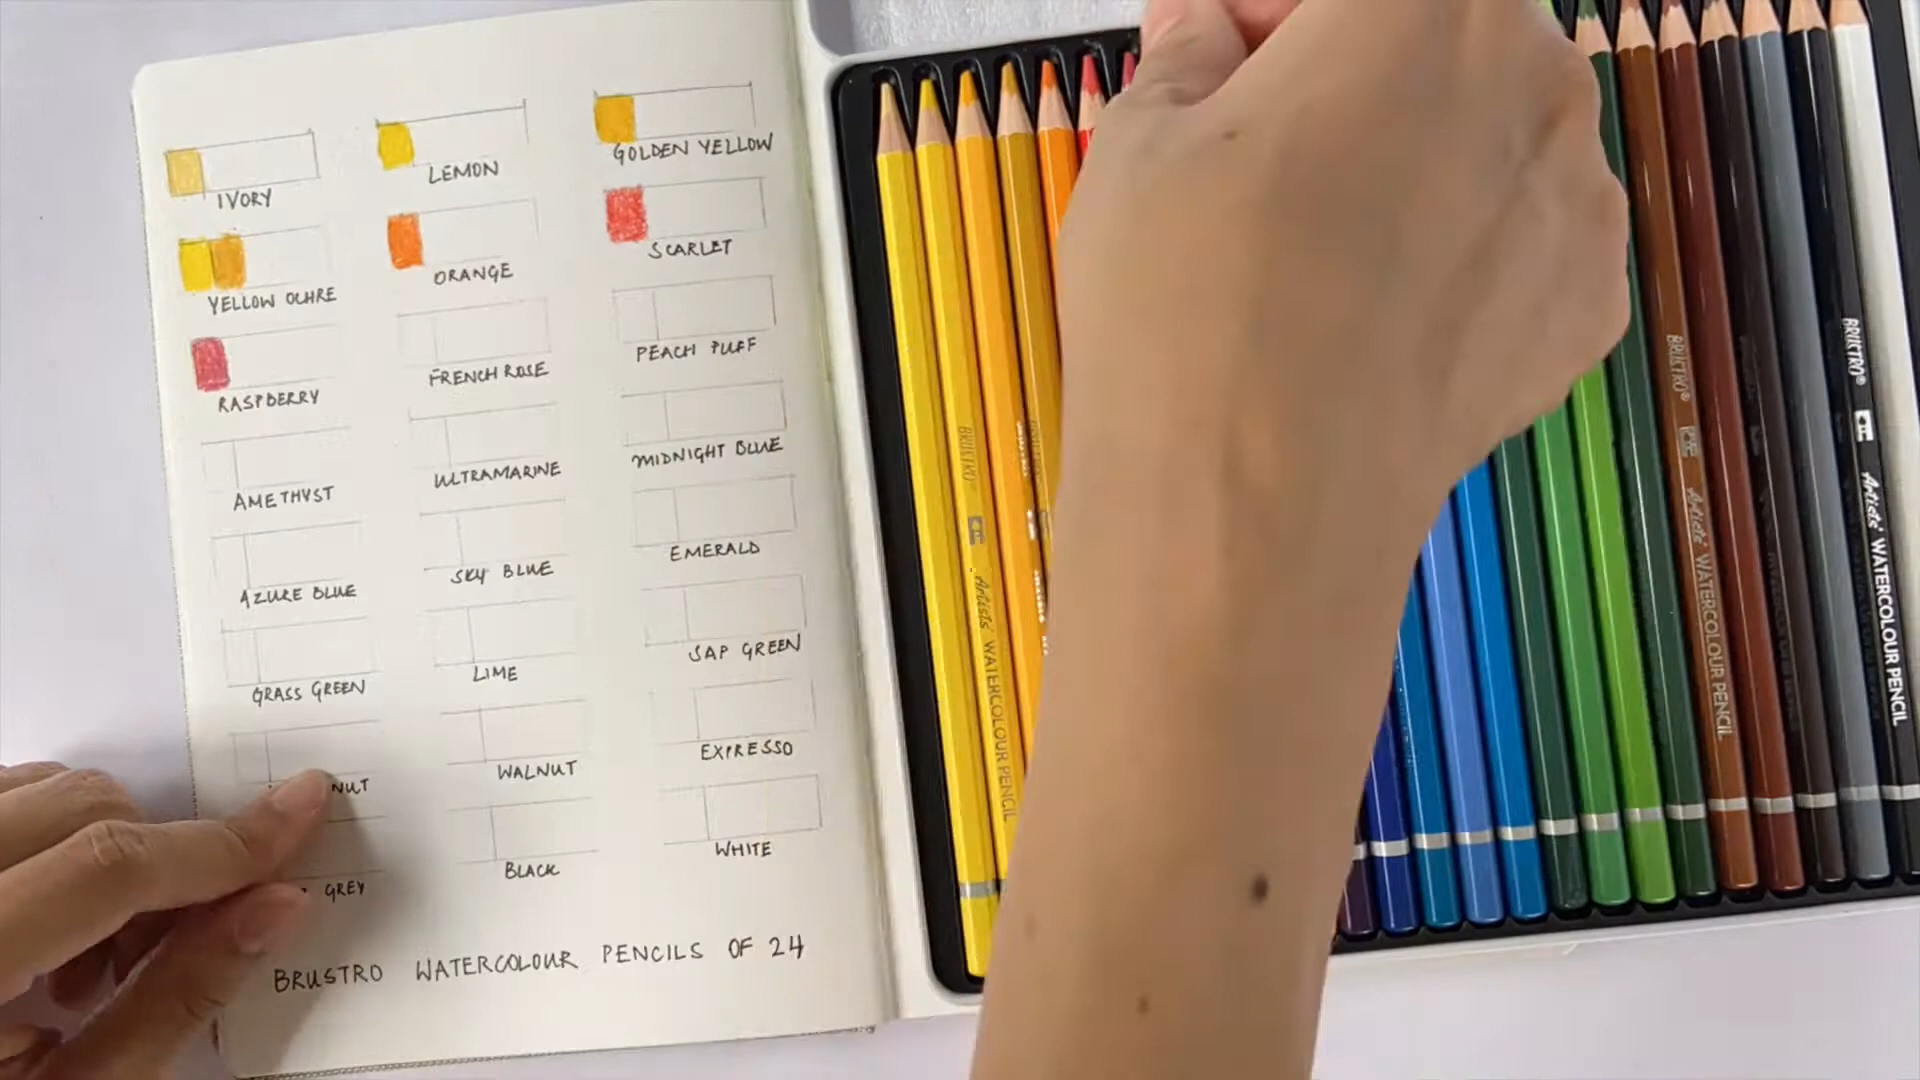 IVORY LEMON GOLDEN YELLOW
YELLOW OCHRE ORANGE SCARLET
RASPBERRY FRENCH ROSE PEACH PUFF
AMETHYST ULTRAMARINE MIDNIGHT BLUE
AZURE BLUE SKY BLUE EMERALD
GRASS GREEN LIME SAP GREEN
NUT WALNUT EXPRESSO
GREY BLACK WHITE
BRUSTRO WATERCOLOUR PENCILS OF 24
BRUSTRO® Artists' WATERCOLOUR PENCIL
BRUSTRO® Artists' WATERCOLOUR PENCIL
BRUSTRO® Artists' WATERCOLOUR PENCIL